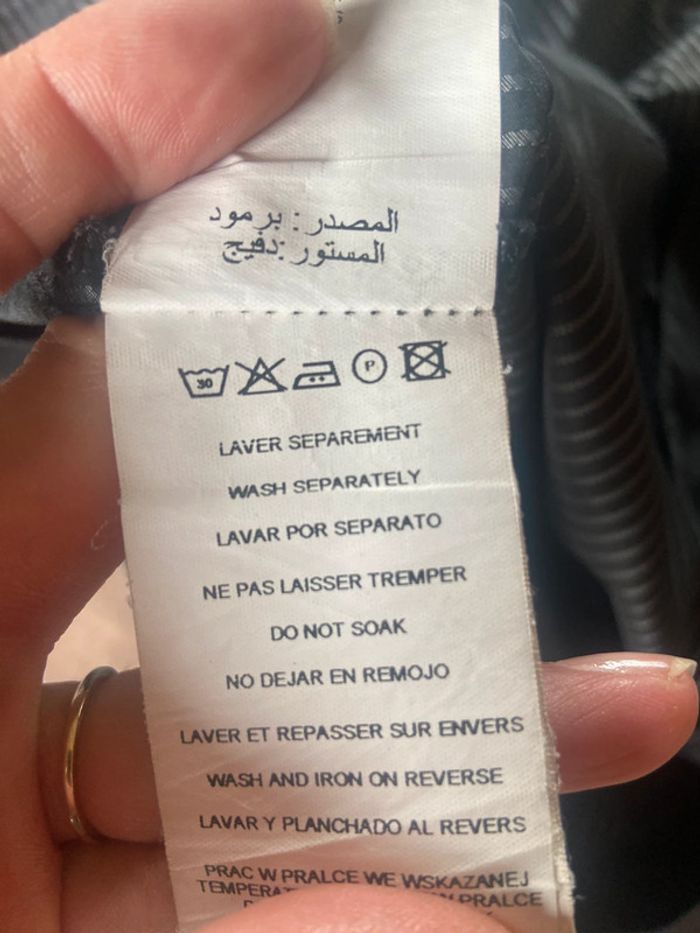 المصدر : برمود
المستور :دفيج
30 P
LAVER SEPAREMENT
WASH SEPARATELY
LAVAR POR SEPARATO
NE PAS LAISSER TREMPER
DO NOT SOAK
NO DEJAR EN REMOJO
LAVER ET REPASSER SUR ENVERS
WASH AND IRON ON REVERSE
LAVAR Y PLANCHADO AL REVERS
PRAC W PRALCE WE WSKAZANEJ
PRALCE